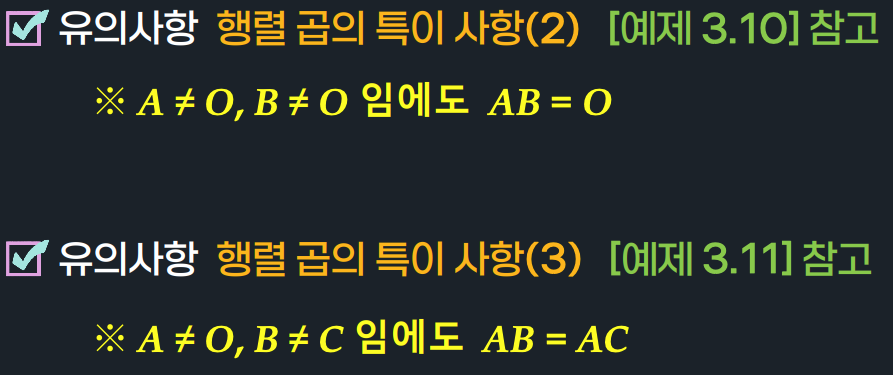 유의사항 행렬 곱의 특이 사항(2) [예제 3.10] 참고
※ A ≠ O, B ≠ O 임에도 AB = O
유의사항 행렬 곱의 특이 사항(3) [예제 3.11] 참고
※ A ≠ O, B ≠ C 임에도 AB = AC